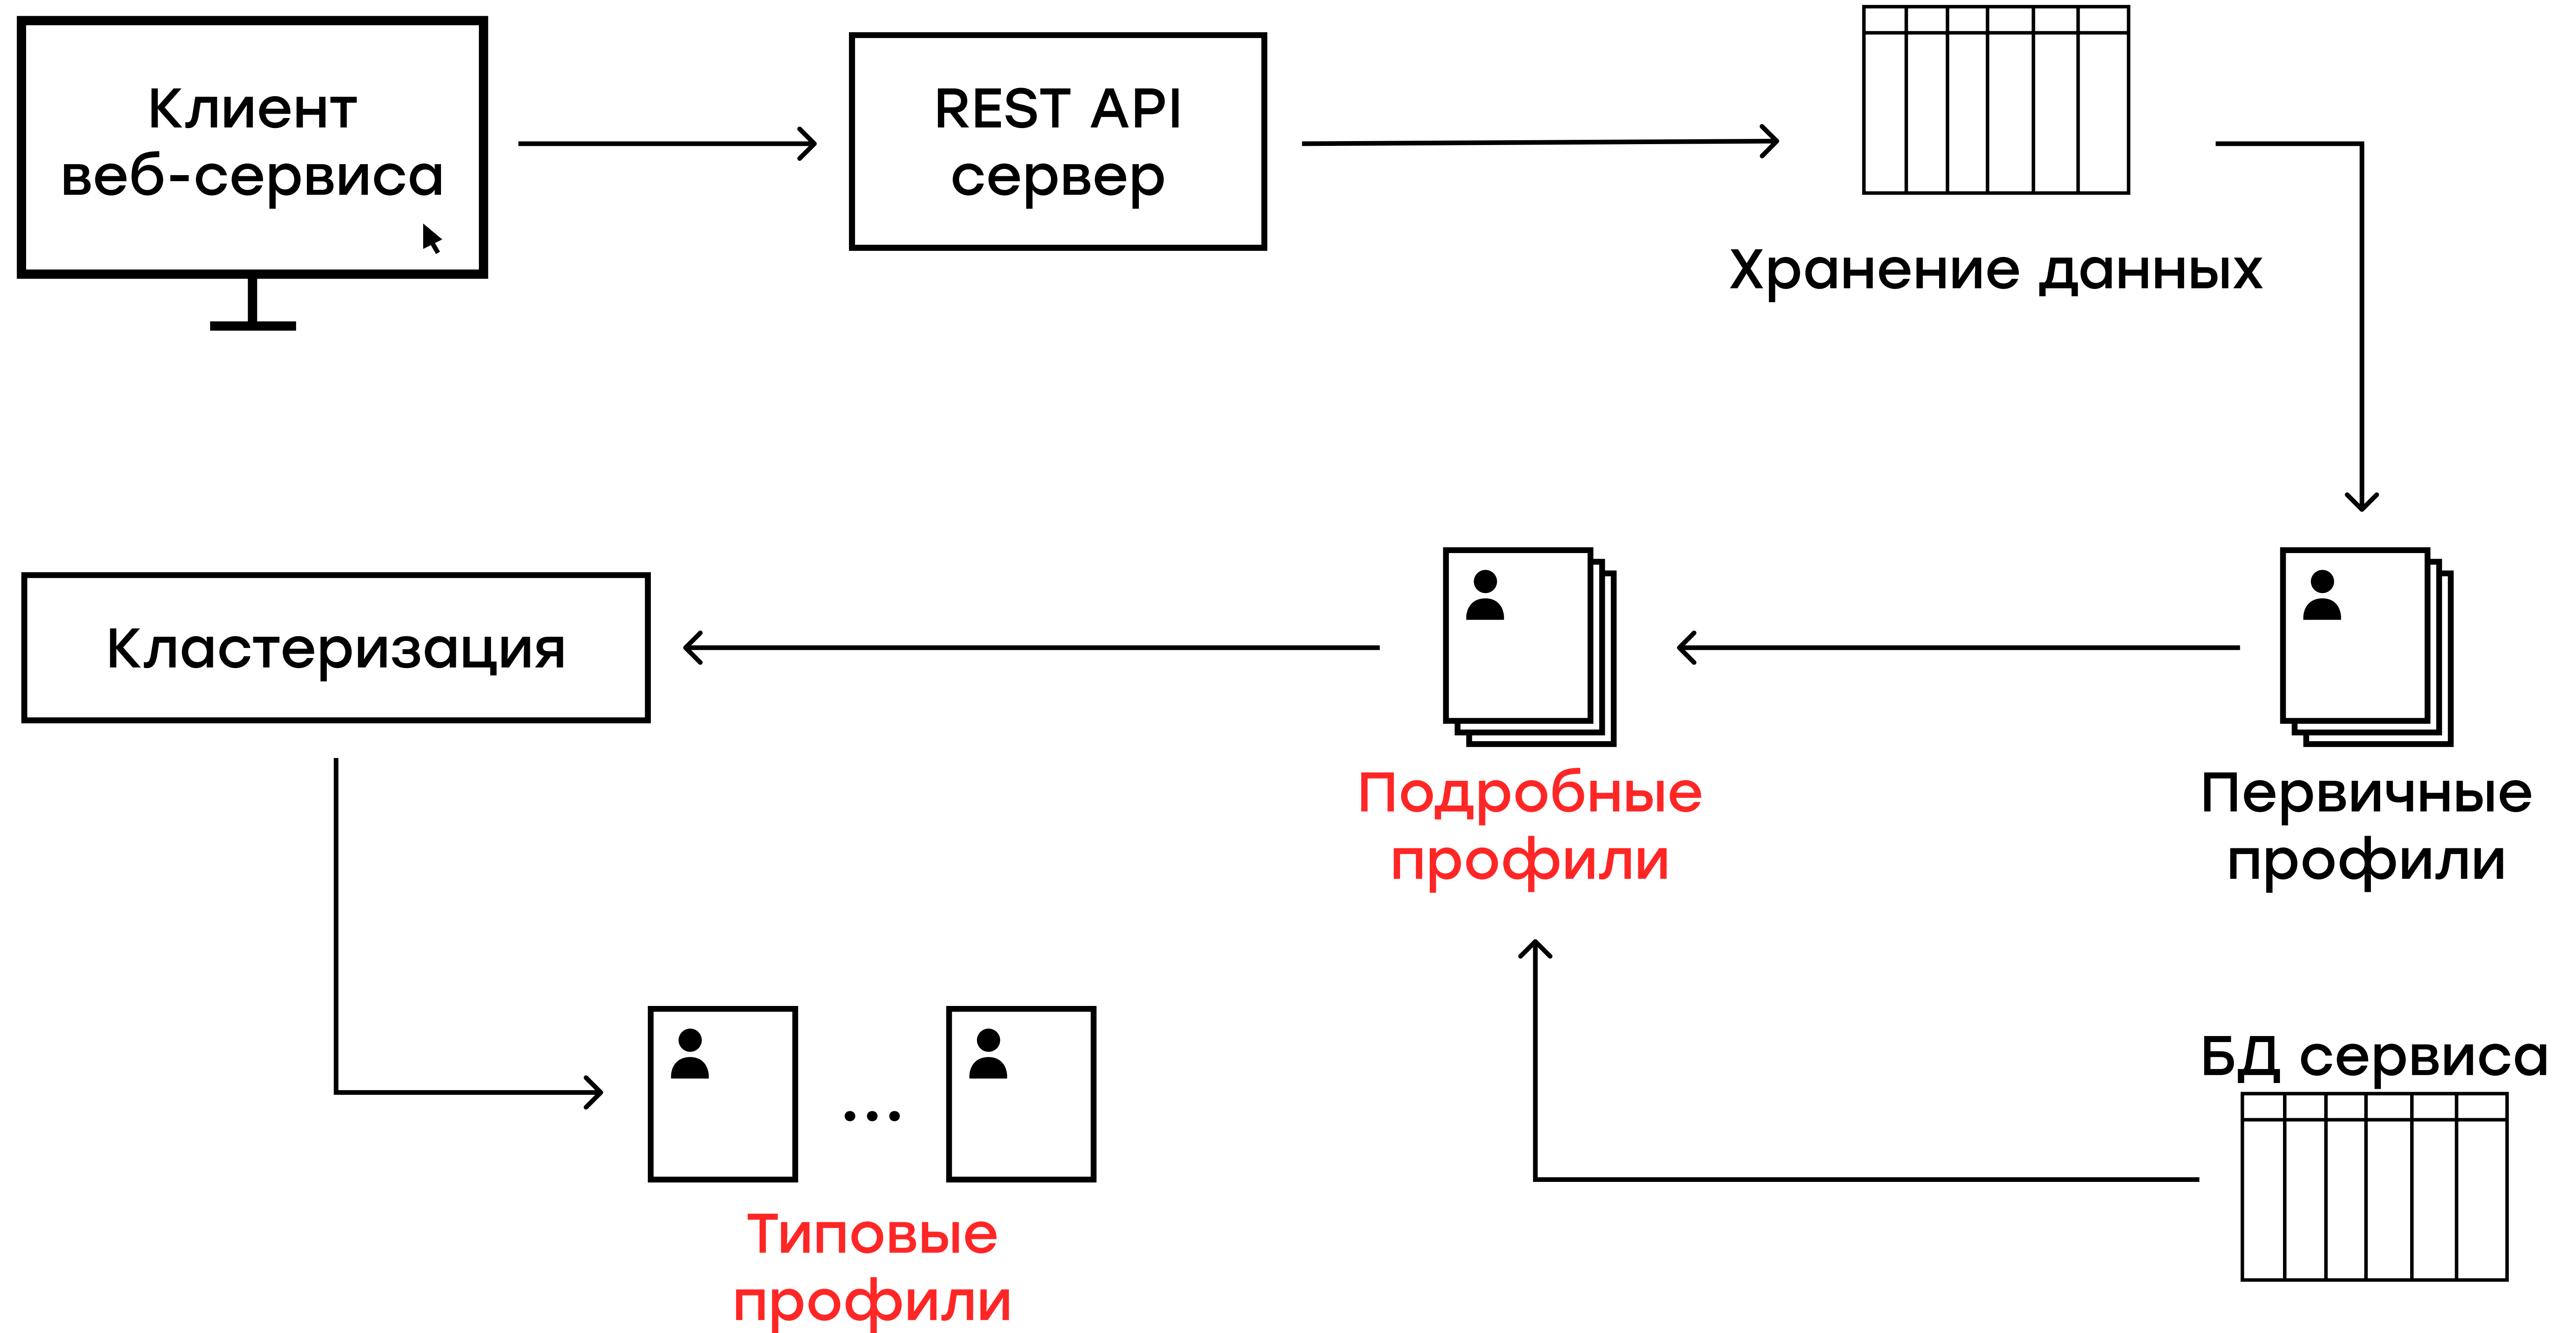 Клиент
веб-сервиса
REST API
сервер
Хранение данных
Кластеризация
Подробные
профили
Первичные
профили
БД сервиса
...
Типовые
профили